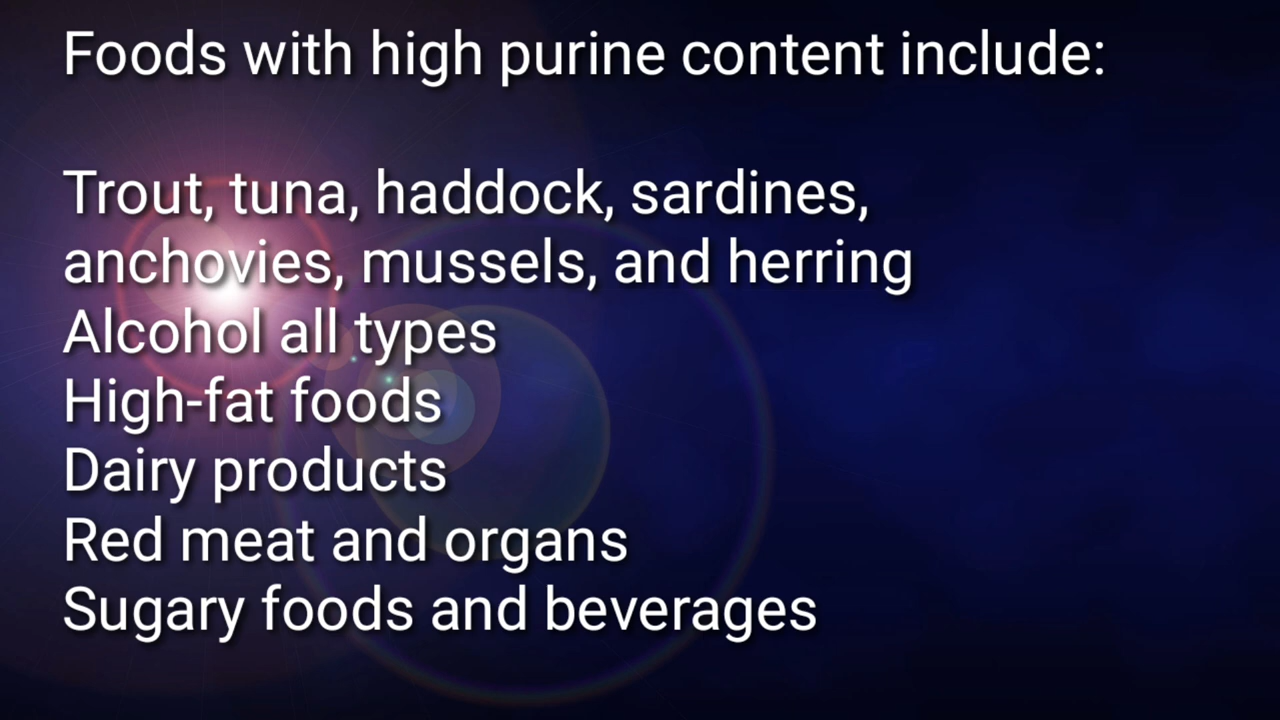 Foods with high purine content include:
Trout, tuna, haddock, sardines,
anchovies, mussels, and herring
Alcohol all types
High-fat foods
Dairy products
Red meat and organs
Sugary foods and beverages